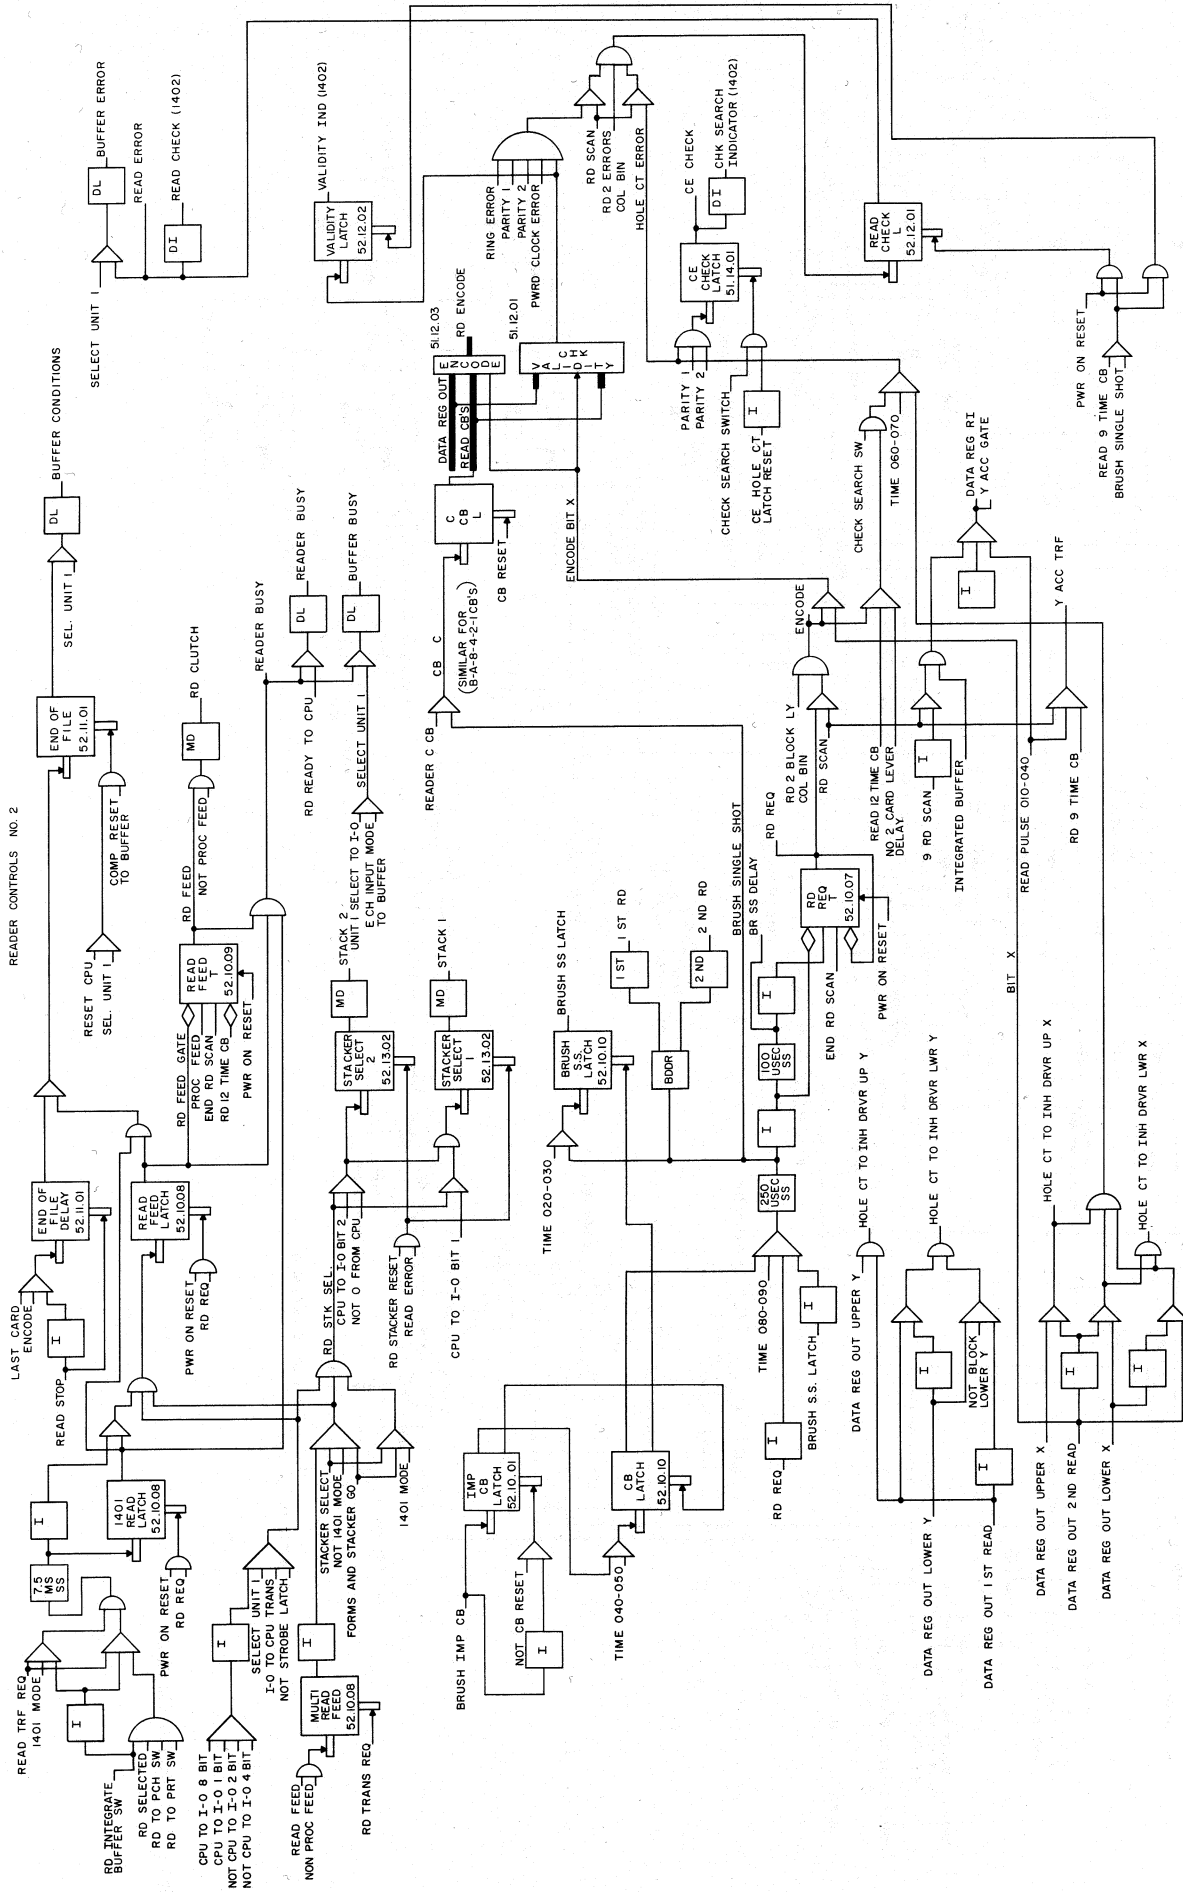 READER CONTROLS NO. 2
READ TRF REQ
1401 MODE
RD INTEGRATE
BUFFER SW
RD SELECTED
RD TO PCH SW
RD TO PRT SW
I
7.5
MS
SS
I
1401
READ
LATCH
52.10.08
PWR ON RESET
RD REQ
LAST CARD
ENCODE
READ STOP
I
END OF
FILE
DELAY
52.11.01
READ
FEED
LATCH
52.10.08
PWR ON RESET
RD REQ
RESET CPU
SEL. UNIT 1
COMP RESET
TO BUFFER
END OF
FILE
52.11.01
SEL. UNIT 1
DL
BUFFER CONDITIONS
RD FEED GATE
PROC FEED
END RD SCAN
RD 12 TIME CB
PWR ON RESET
READ
FEED
T
52.10.09
RD FEED
NOT PROC FEED
MD
RD CLUTCH
READER BUSY
RD READY TO CPU
DL
READER BUSY
DL
BUFFER BUSY
UNIT 1 SELECT TO I-O
E CH INPUT MODE
TO BUFFER
SELECT UNIT 1
SELECT UNIT 1
DL
BUFFER ERROR
READ ERROR
DI
READ CHECK (1402)
CPU TO I-O 8 BIT
CPU TO I-O 1 BIT
NOT CPU TO I-O 2 BIT
NOT CPU TO I-O 4 BIT
I
SELECT UNIT 1
I-O TO CPU TRANS
NOT STROBE LATCH
READ FEED
NON PROC FEED
MULTI
READ
FEED
52.10.08
RD TRANS REQ
I
STACKER SELECT
NOT 1401 MODE
FORMS AND STACKER GO
1401 MODE
RD STK SEL.
CPU TO I-O BIT 2
NOT O FROM CPU
RD STACKER RESET
READ ERROR
CPU TO I-O BIT 1
STACKER
SELECT
2
52.13.02
MD
STACK 2
STACKER
SELECT
1
52.13.02
MD
STACK 1
BRUSH IMP CB
NOT CB RESET
I
IMP
CB
LATCH
52.10.01
TIME 040-050
CB
LATCH
52.10.10
TIME 020-030
BRUSH
S.S.
LATCH
52.10.10
BRUSH SS LATCH
BDDR
1 ST
1 ST RD
2 ND
2 ND RD
BRUSH SINGLE SHOT
RD REQ
I
TIME 080-090
BRUSH S.S. LATCH
I
250
USEC
SS
I
100
USEC
SS
I
BR SS DELAY
END RD SCAN
RD
REQ
T
52.10.07
PWR ON RESET
RD REQ
READER C CB
CB C
(SIMILAR FOR
B-A-8-4-2-1 CB'S)
C
CB
L
CB RESET
DATA REG OUT
READ CB'S
ENCODE
51.12.03
RD ENCODE
VALIDITY
CHK
51.12.01
ENCODE BIT X
VALIDITY
LATCH
52.12.02
VALIDITY IND (1402)
RING ERROR
PARITY 1
PARITY 2
PWRD CLOCK ERROR
RD SCAN
RD 2 ERRORS
COL BIN
HOLE CT ERROR
PARITY 1
PARITY 2
CHECK SEARCH SWITCH
CE HOLE CT
LATCH RESET
I
CE
CHECK
LATCH
51.14.01
CE CHECK
DI
CHK SEARCH
INDICATOR (1402)
READ
CHECK
L
52.12.01
PWR ON RESET
READ 9 TIME CB
BRUSH SINGLE SHOT
RD 2 BLOCK LY
COL BIN
RD SCAN
ENCODE
READ 12 TIME CB
NO 2 CARD LEVER
DELAY
CHECK SEARCH SW
TIME 060-070
9 RD SCAN
I
INTEGRATED BUFFER
I
DATA REG RI
Y ACC GATE
READ PULSE 010-040
RD 9 TIME CB
Y ACC TRF
BIT X
DATA REG OUT UPPER Y
HOLE CT TO INH DRVR UP Y
DATA REG OUT LOWER Y
I
NOT BLOCK
LOWER Y
DATA REG OUT 1 ST READ
I
HOLE CT TO INH DRVR LWR Y
DATA REG OUT UPPER X
DATA REG OUT 2 ND READ
DATA REG OUT LOWER X
I
I
HOLE CT TO INH DRVR UP X
HOLE CT TO INH DRVR LWR X